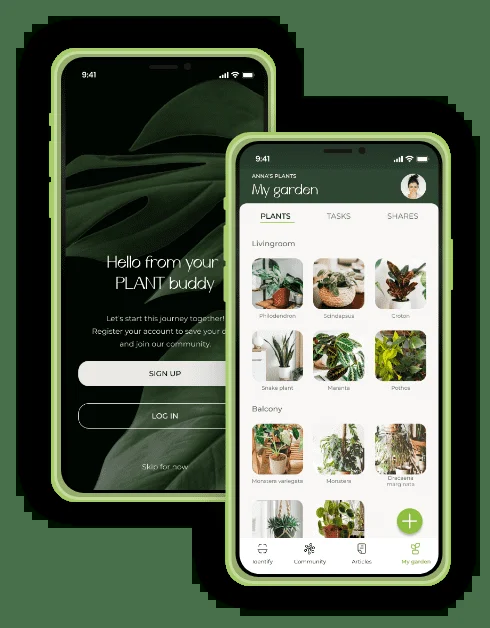 9:41
Hello from your
PLANT buddy
Let's start this journey together!
Register your account to save your
and join our community.
SIGN UP
LOG IN
Skip for now
9:41
ANNA'S PLANTS
My garden
PLANTS TASKS SHARES
Livingroom
Philodendron Scindapsus Croton
Snake plant Maranta Pothos
Balcony
Monstera variegate Monstera Dracaena
marginata
Identify Community Articles My garden